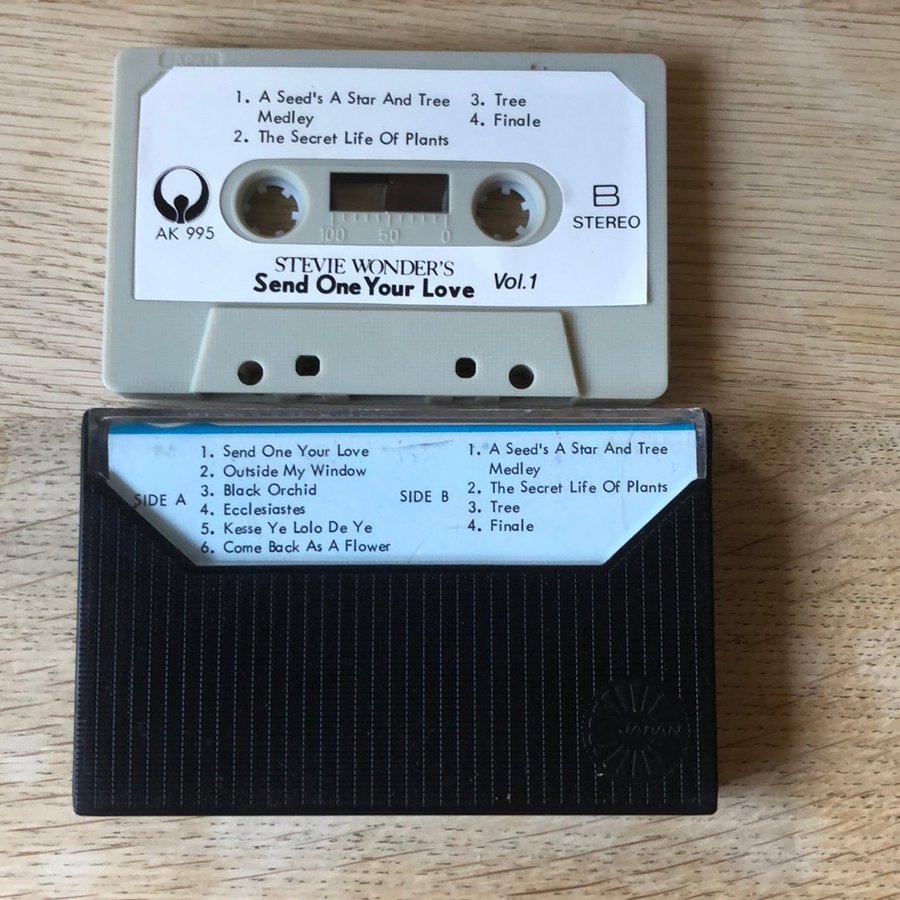 JAPAN
1. A Seed's A Star And Tree
Medley
2. The Secret Life Of Plants
3. Tree
4. Finale
AK 995
100 50 0
B
STEREO
STEVIE WONDER'S
Send One Your Love Vol.1
SIDE A
1. Send One Your Love
2. Outside My Window
3. Black Orchid
4. Ecclesiastes
5. Kesse Ye Lolo De Ye
6. Come Back As A Flower
SIDE B
1. A Seed's A Star And Tree
Medley
2. The Secret Life Of Plants
3. Tree
4. Finale
JAPAN